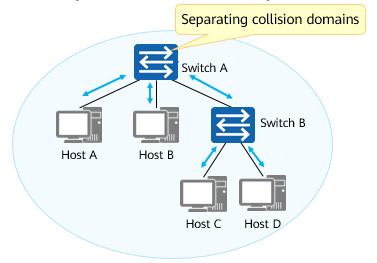 Separating collision domains
Switch A
Host A
Host B
Switch B
Host C
Host D